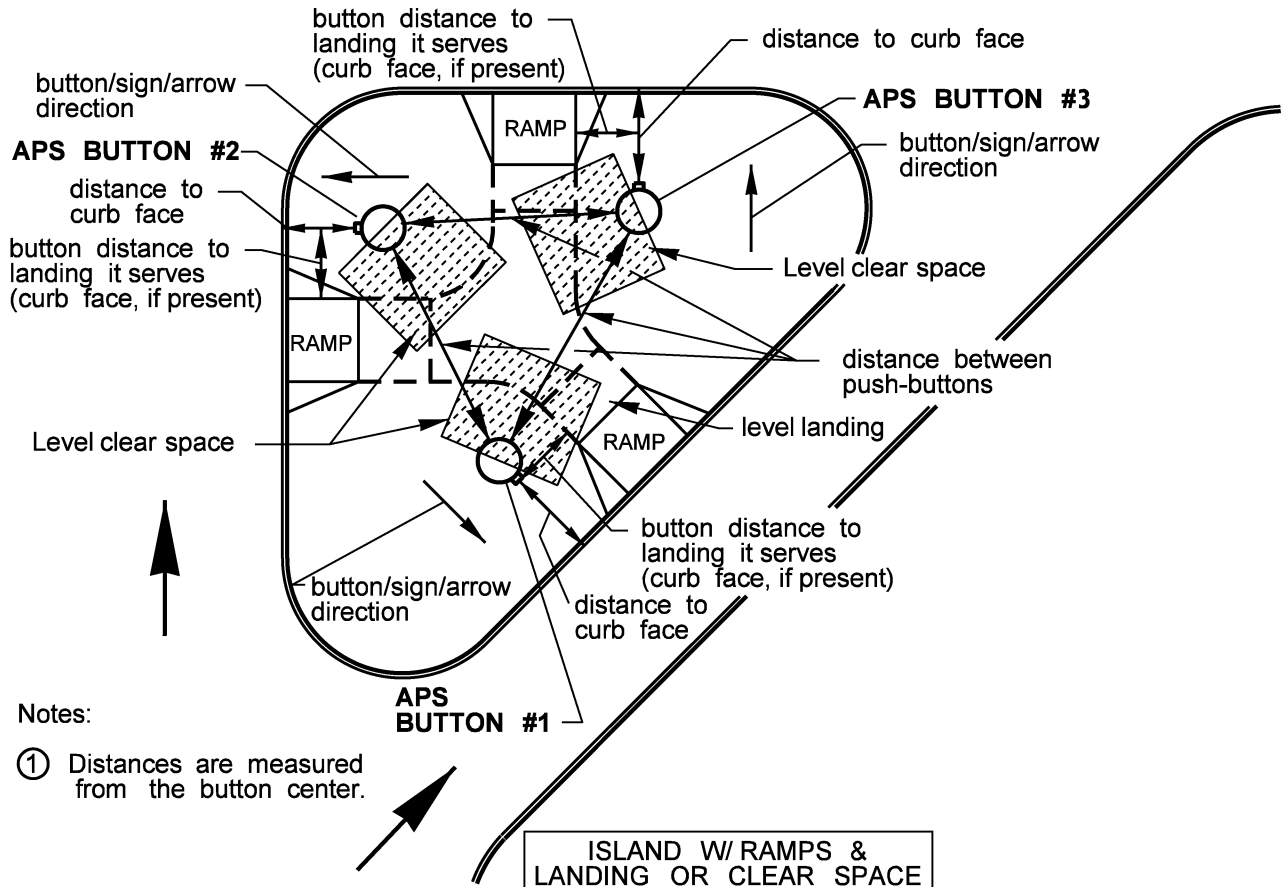 button distance to
landing it serves
(curb face, if present)
distance to curb face
button/sign/arrow
direction
APS BUTTON #3
RAMP
APS BUTTON #2
button/sign/arrow
direction
distance to
curb face
button distance to
landing it serves
(curb face, if present)
Level clear space
RAMP
distance between
push-buttons
Level clear space
level landing
RAMP
button distance to
landing it serves
(curb face, if present)
button/sign/arrow
direction
distance to
curb face
APS
BUTTON #1
Notes:
1 Distances are measured
from the button center.
ISLAND W/ RAMPS &
LANDING OR CLEAR SPACE